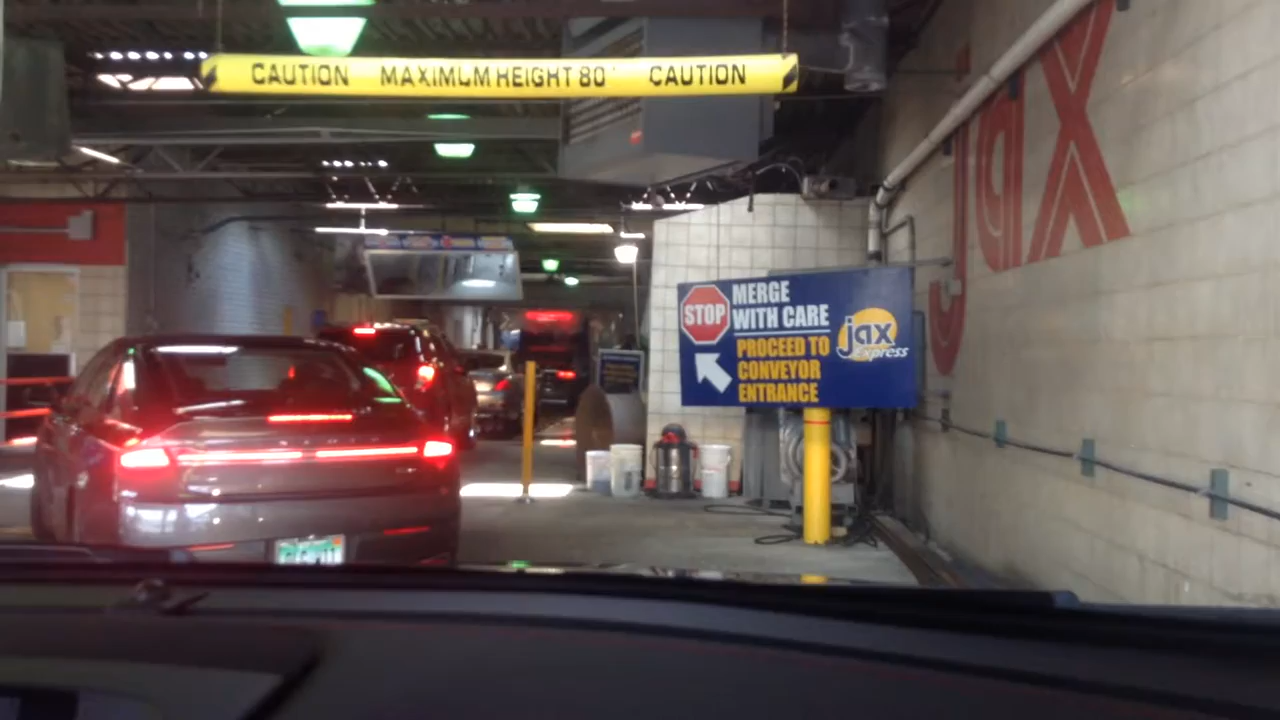 CAUTION MAXIMUM HEIGHT 80" CAUTION
jax
STOP
MERGE
WITH CARE
PROCEED TO
CONVEYOR
ENTRANCE
jax
Express